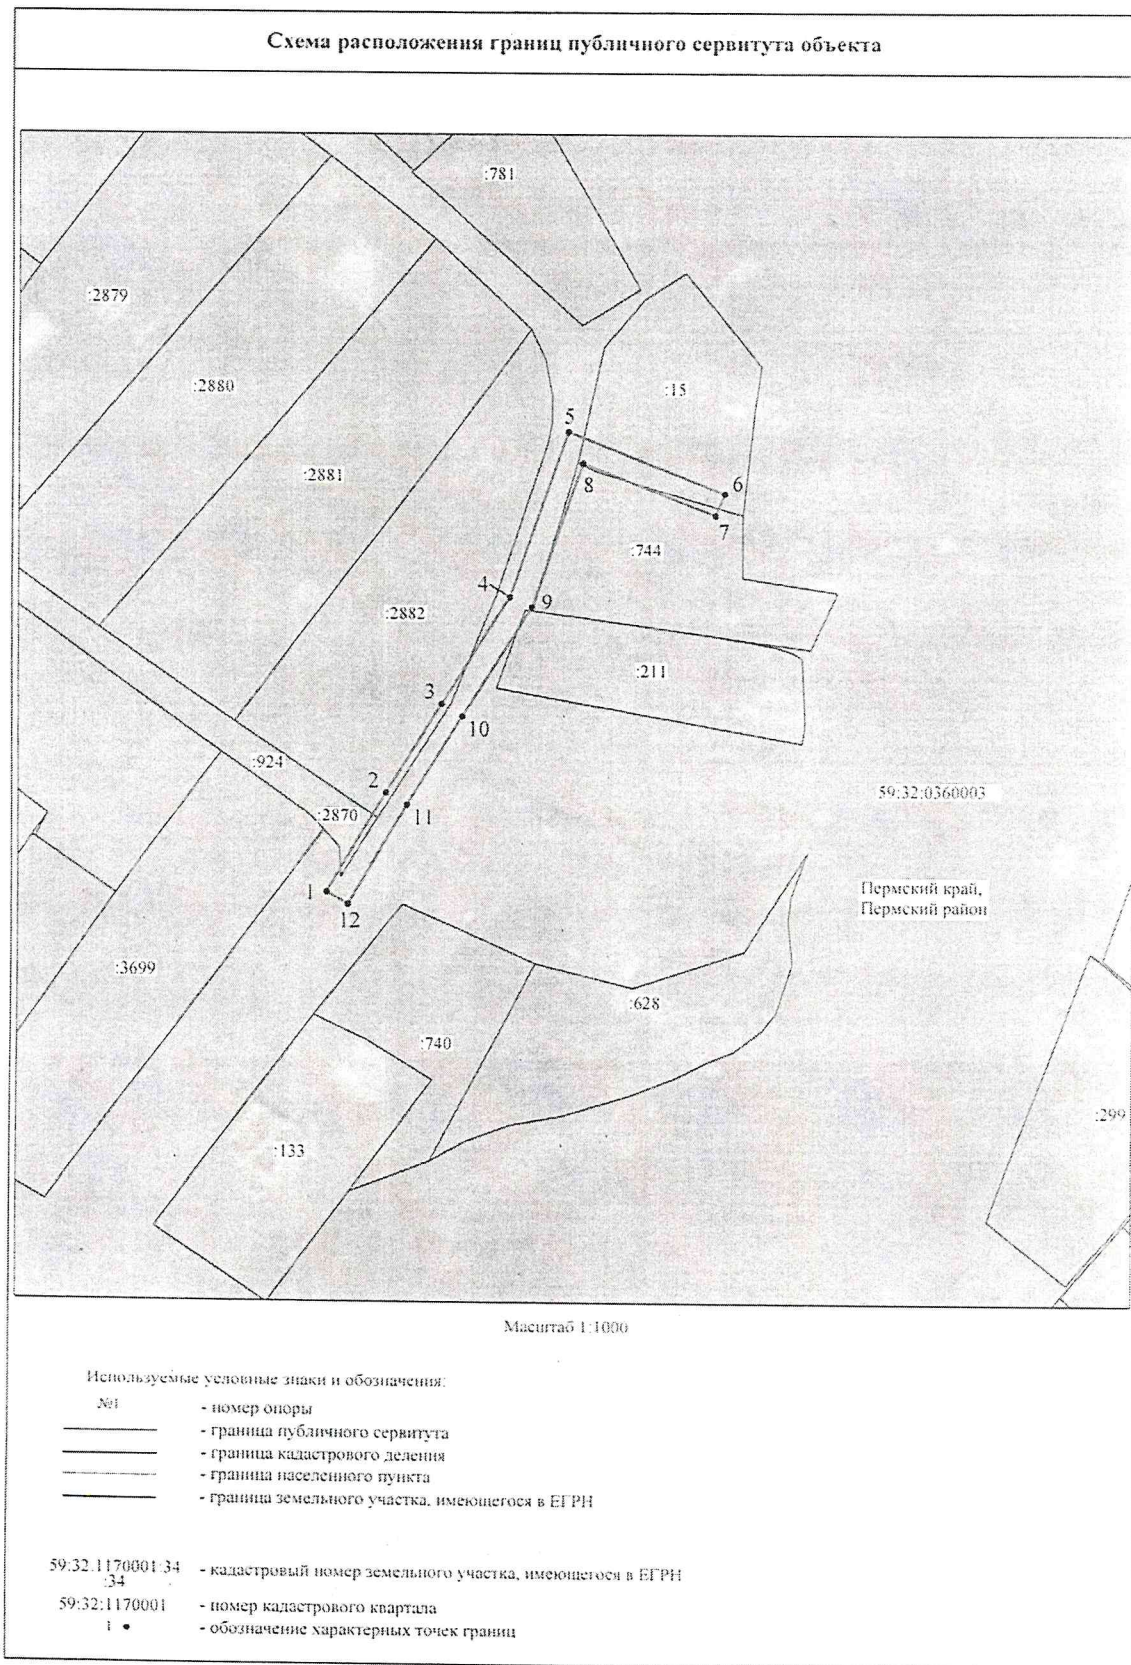 Схема расположения границ публичного сервитута объекта
:781
:2879
:2880
:15
5
:2881
6
8
7
:744
4
9
:2882
:211
3
10
:924
2
59:32:0360003
:2870
11
1
Пермский край,
Пермский район
12
:3699
:628
:740
:299
:133
Масштаб 1:1000
Используемые условные знаки и обозначения:
№1 - номер опоры
- граница публичного сервитута
- граница кадастрового деления
- граница населенного пункта
- граница земельного участка, имеющегося в ЕГРН
59:32:1170001:34 - кадастровый номер земельного участка, имеющегося в ЕГРН
:34
59:32:1170001 - номер кадастрового квартала
1 - обозначение характерных точек границ